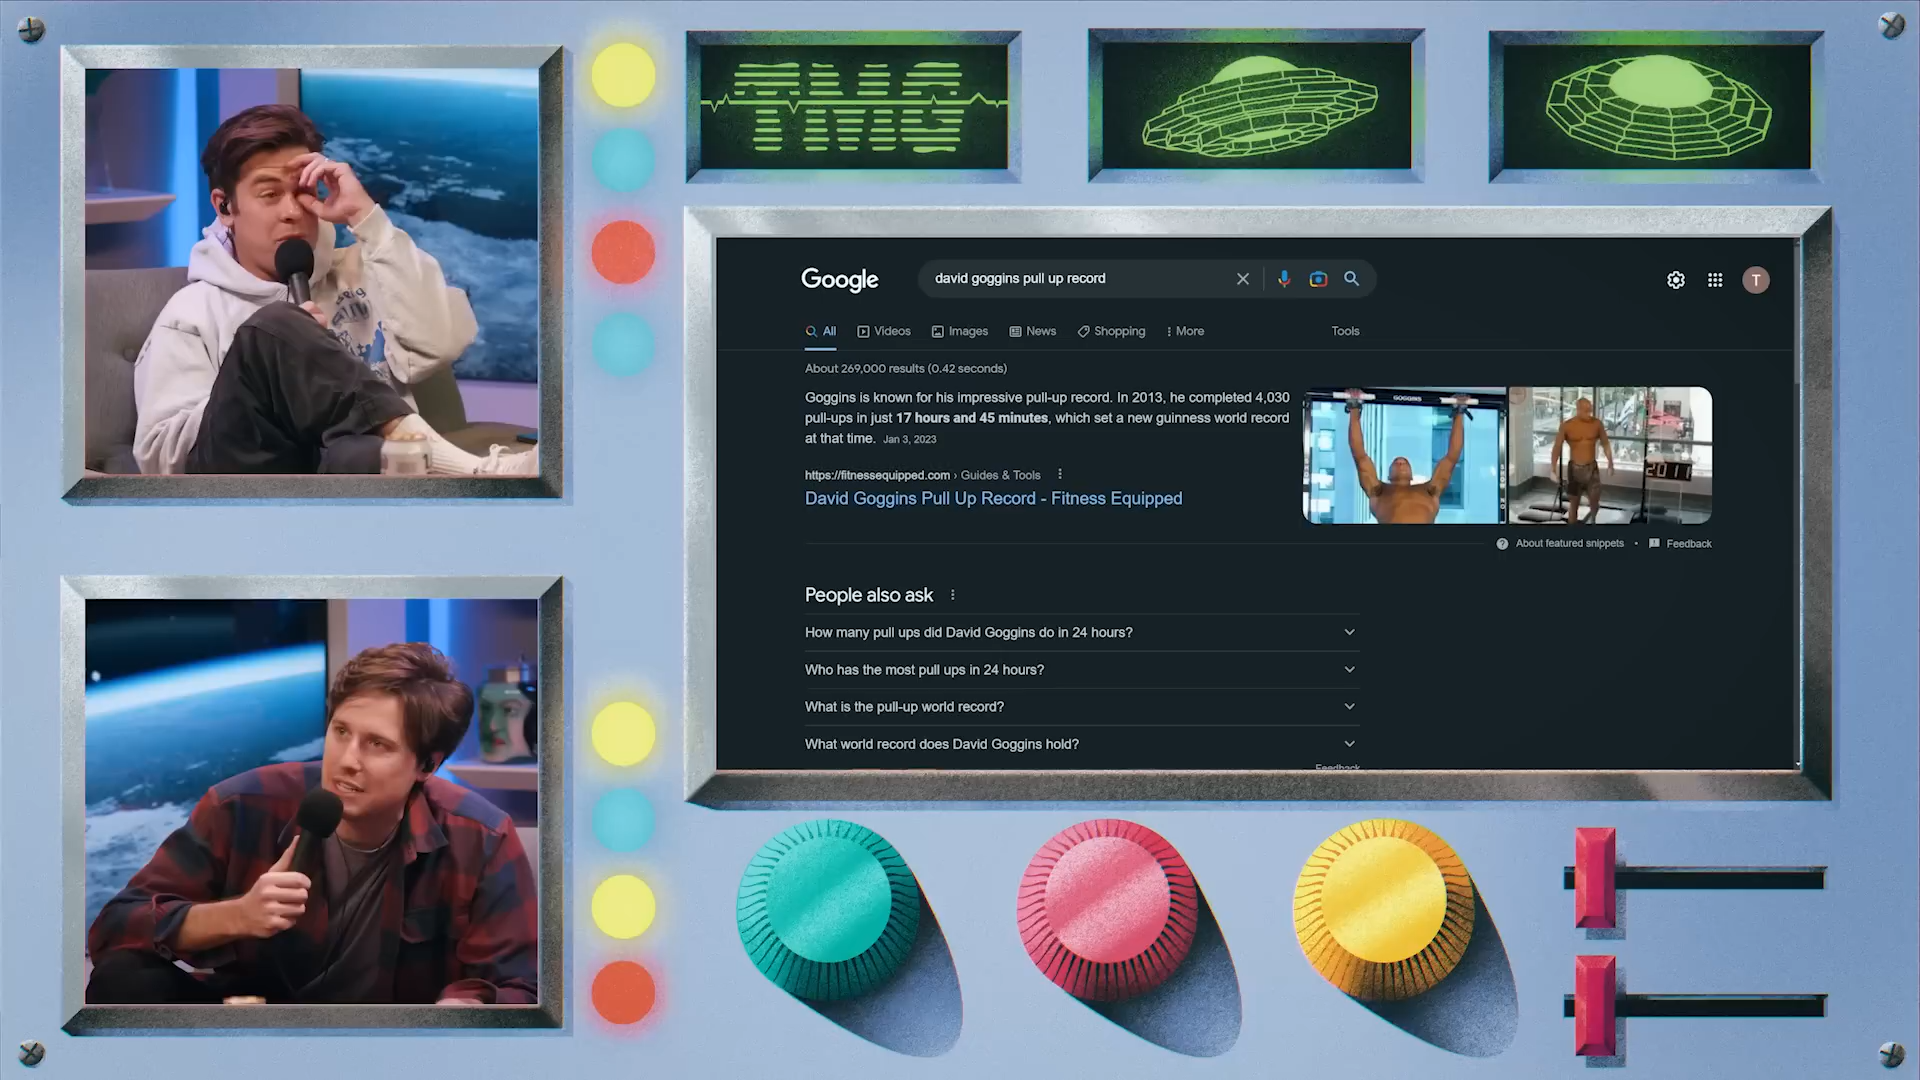 TMG
Google
david goggins pull up record
T
All
Videos
Images
News
Shopping
More
Tools
About 269,000 results (0.42 seconds)
Goggins is known for his impressive pull-up record. In 2013, he completed 4,030
pull-ups in just 17 hours and 45 minutes, which set a new guinness world record
at that time. Jan 3, 2023
https://fitnessequipped.com › Guides & Tools
David Goggins Pull Up Record - Fitness Equipped
GOGGINS
2011
About featured snippets • Feedback
People also ask
How many pull ups did David Goggins do in 24 hours?
Who has the most pull ups in 24 hours?
What is the pull-up world record?
What world record does David Goggins hold?
Feedback